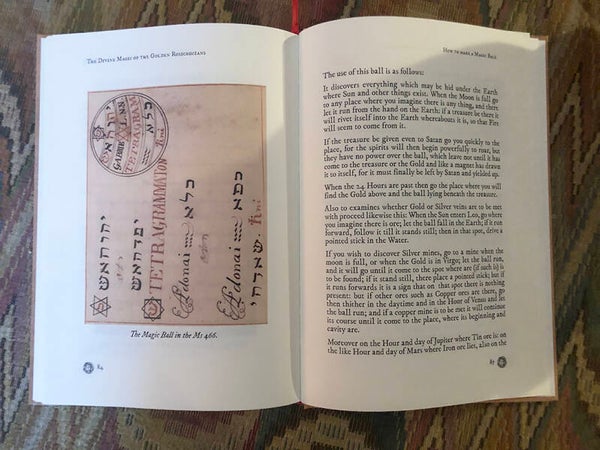 The Divine Magic of the Golden Rosicrucians
TETRAGRAM
TETRAGRAMMATON
כלא
Adonai
כמא
Adonai
The Magic Ball in the Ms 466.
84
How to make a Magic Ball
The use of this ball is as follows:
It discovers everything which may be hid under the Earth
where Sun and other things exist. When the Moon is full go
to any place where you imagine there is any thing, and there
let it run from the hand on the Earth; if a treasure be there it
will rivet itself into the Earth whereabouts it is, so that Fire
will seem to come from it.
If the treasure be given even to Satan go you quickly to the
place, for the spirits will then begin powerfully to roar, but
they have no power over the ball, which leave not until it has
come to the treasure or the Gold and like a magnet has drawn
it to itself, for it must finally be left by Satan and yielded up.
When the 24 Hours are past then go the place where you will
find the Gold above and the ball lying beneath the treasure.
Also to examines whether Gold or Silver veins are to be met
with proceed likewise this: When the Sun enters Leo, go where
you imagine there is ore; let the ball fall in the Earth; if it run
forward, follow it till it stands still; then in that spot, drive a
pointed stick in the Water.
If you wish to discover Silver mines, go to a mine when the
moon is full, or when the Gold is in Virgo; let the ball run,
and it will go until it come to the spot where are (if such is) is
to be found; if it stand still, there place a pointed stick; but if
it runs forwards it is a sign that on that spot there is nothing
present: but if other ores such as Copper ores are there, go
then thither in the daytime and in the Hour of Venus and let
the ball run; and if a copper mine is to be met it will continue
its course until it come to the place, where its beginning and
cavity are.
Moreover on the Hour and day of Jupiter where Tin ore is: on
the like Hour and day of Mars where Iron ore lies, also on the
85